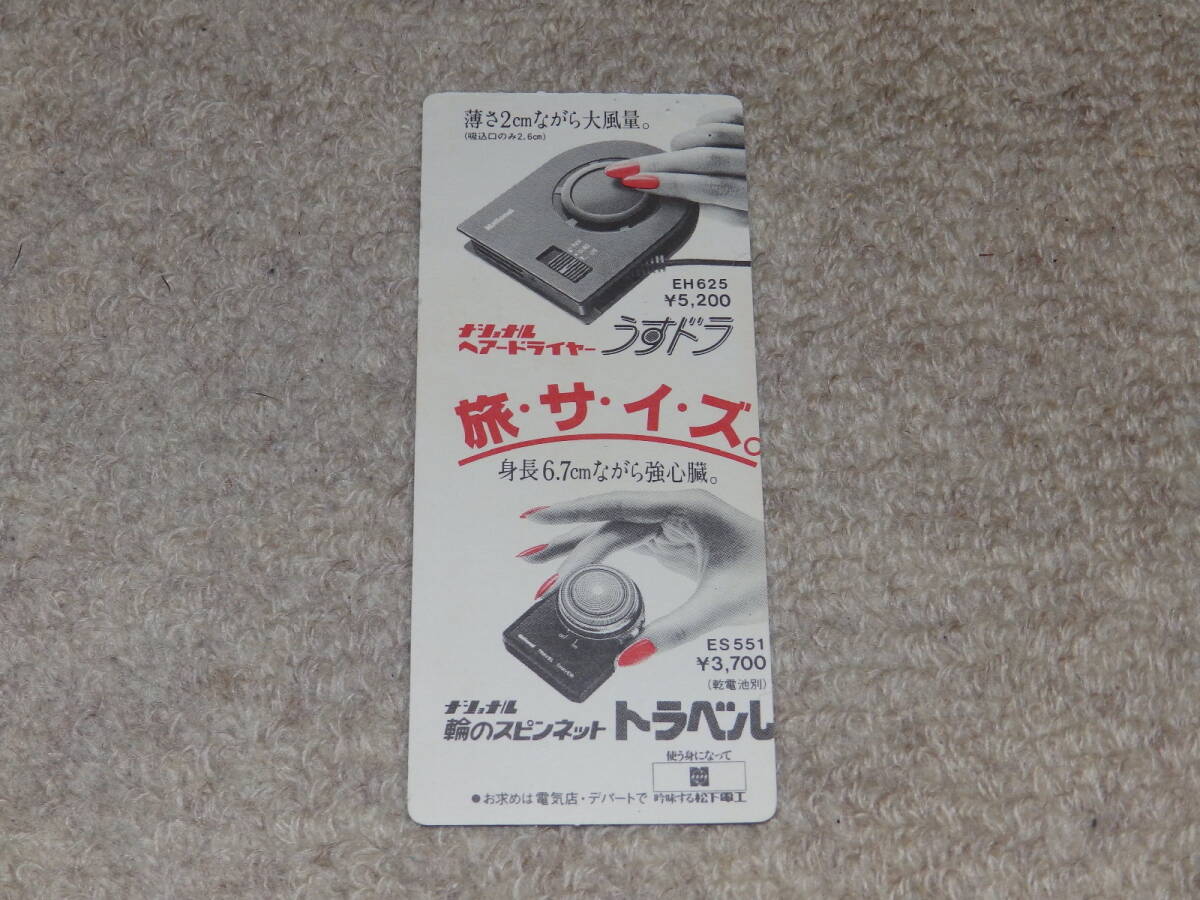 薄さ2cmながら大風量。
(吸込口のみ2.6cm)
National
EH625
¥5,200
ナショナル
ヘアードライヤー うすドラ
旅・サ・イ・ズ。
身長6.7cmながら強心臓。
ES551
¥3,700
(乾電池別)
ナショナル
輪のスピンネット トラベル
使う身になって
●お求めは電気店・デパートで 吟味する松下電工